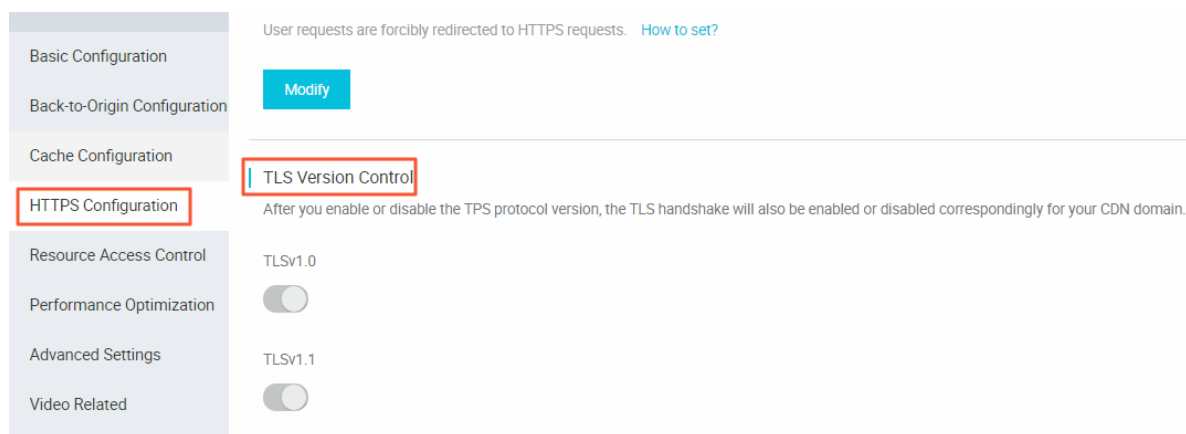 User requests are forcibly redirected to HTTPS requests. How to set?
Basic Configuration
Modify
Back-to-Origin Configuration
Cache Configuration
TLS Version Control
HTTPS Configuration
After you enable or disable the TPS protocol version, the TLS handshake will also be enabled or disabled correspondingly for your CDN domain.
Resource Access Control
TLSv1.0
Performance Optimization
Advanced Settings
TLSv1.1
Video Related